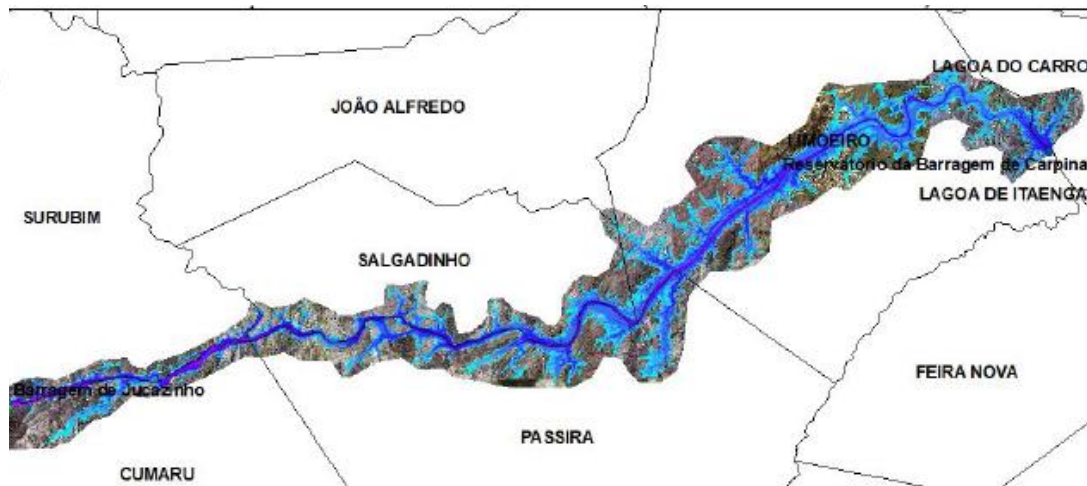 LAGOA DO CARRO
JOÃO ALFREDO
LIMOEIRO
Reservatório da Barragem de Carpina
LAGOA DE ITAENGA
SURUBIM
SALGADINHO
FEIRA NOVA
Barragem de Jucazinho
PASSIRA
CUMARU